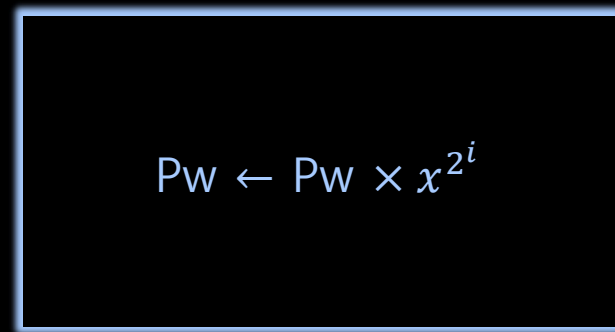 Pw ← Pw × x^{2^i}